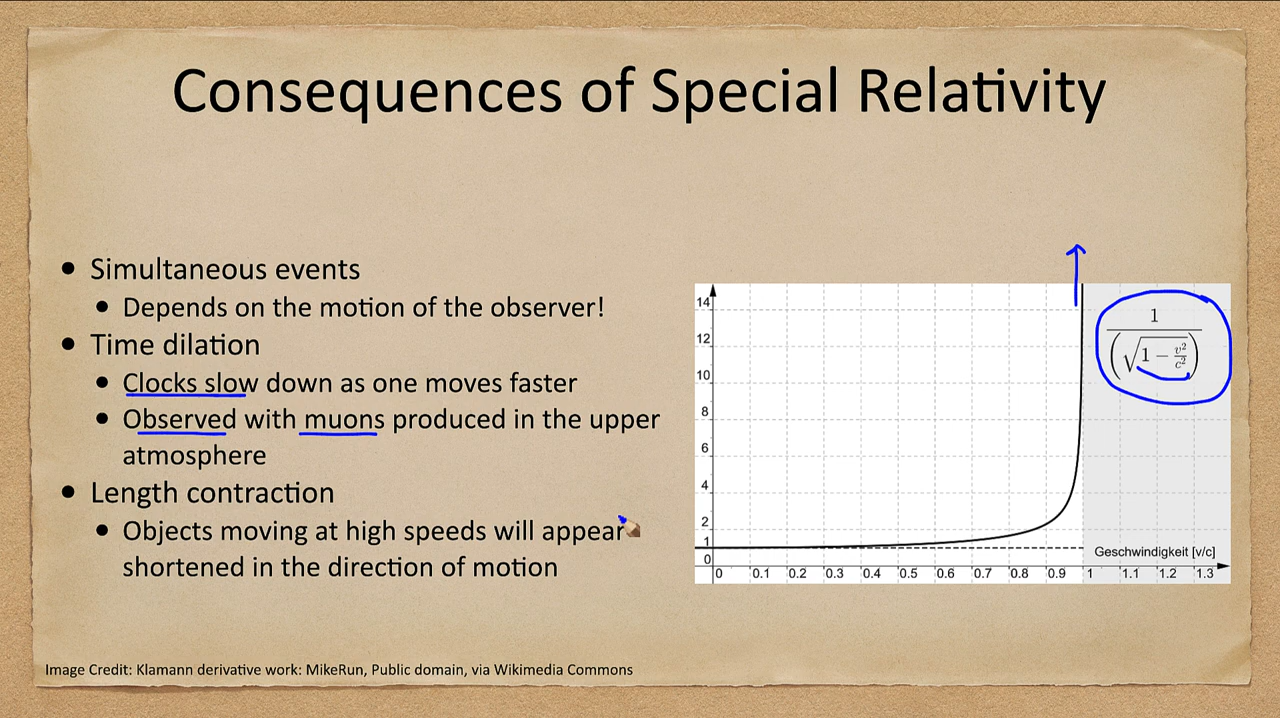 Consequences of Special Relativity
• Simultaneous events
• Depends on the motion of the observer!
• Time dilation
• Clocks slow down as one moves faster
• Observed with muons produced in the upper
atmosphere
• Length contraction
• Objects moving at high speeds will appear
shortened in the direction of motion
14
12
10
8
6
4
2
1
0
1/(√(1 − v²/c²))
Geschwindigkeit [v/c]
0 0.1 0.2 0.3 0.4 0.5 0.6 0.7 0.8 0.9 1 1.1 1.2 1.3
Image Credit: Klamann derivative work: MikeRun, Public domain, via Wikimedia Commons